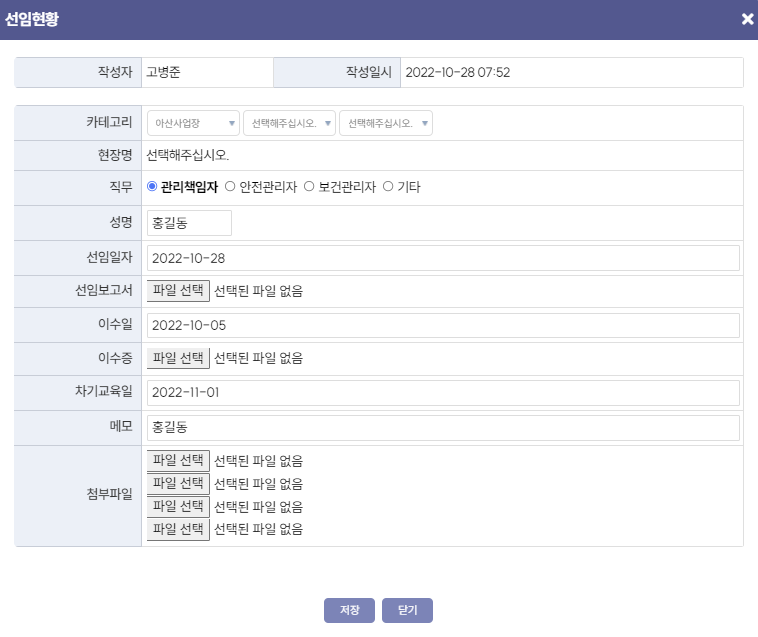 선임현황
작성자 고병준 작성일시 2022-10-28 07:52
카테고리 아산사업장 선택해주십시오. 선택해주십시오.
현장명 선택해주십시오.
직무 관리책임자 안전관리자 보건관리자 기타
성명 홍길동
선임일자 2022-10-28
선임보고서 파일 선택 선택된 파일 없음
이수일 2022-10-05
이수증 파일 선택 선택된 파일 없음
차기교육일 2022-11-01
메모 홍길동
첨부파일 파일 선택 선택된 파일 없음
파일 선택 선택된 파일 없음
파일 선택 선택된 파일 없음
파일 선택 선택된 파일 없음
저장 닫기